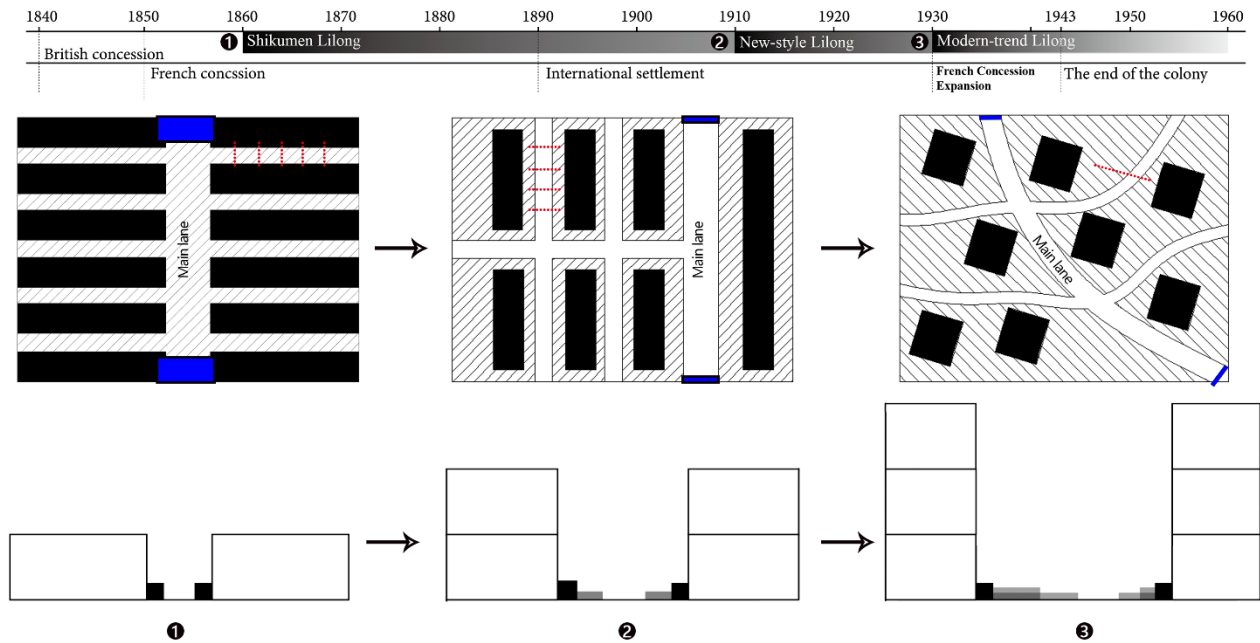 1840 1850 1860 1870 1880 1890 1900 1910 1920 1930 1943 1950 1960
❶ Shikumen Lilong ❷ New-style Lilong ❸ Modern-trend Lilong
British concession
French concssion International settlement French Concession The end of the colony
Expansion
Main lane Main lane Main lane
❶ ❷ ❸